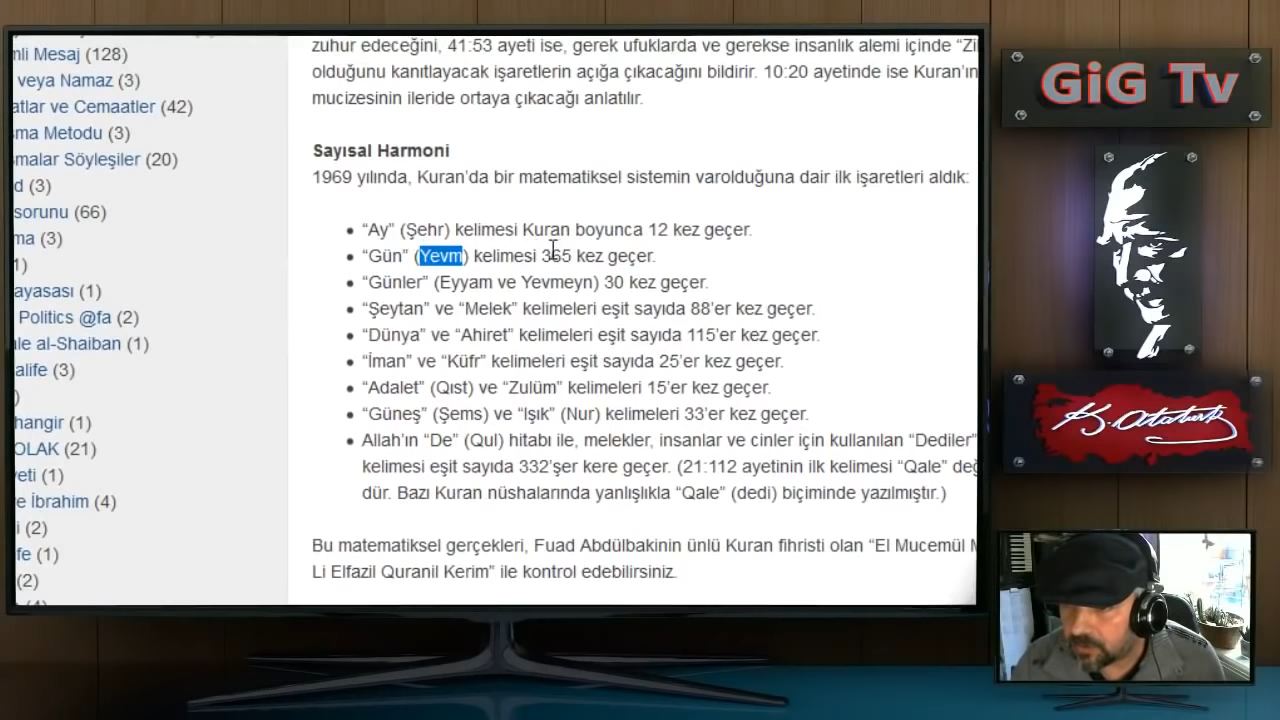 mli Mesaj (128)
veya Namaz (3)
atlar ve Cemaatler (42)
sma Metodu (3)
smalar Söyleşiler (20)
d (3)
sorunu (66)
ma (3)
1)
ayasası (1)
Politics @fa (2)
ale al-Shaiban (1)
alife (3)
)
hangir (1)
OLAK (21)
yeti (1)
e İbrahim (4)
i (2)
fe (1)
(2)
zuhur edeceğini, 41:53 ayeti ise, gerek ufuklarda ve gerekse insanlık alemi içinde “Zi
olduğunu kanıtlayacak işaretlerin açığa çıkacağını bildirir. 10:20 ayetinde ise Kuran’ın
mucizesinin ileride ortaya çıkacağı anlatılır.
Sayısal Harmoni
1969 yılında, Kuran’da bir matematiksel sistemin varolduğuna dair ilk işaretleri aldık:
• “Ay” (Şehr) kelimesi Kuran boyunca 12 kez geçer.
• “Gün” (Yevm) kelimesi 365 kez geçer.
• “Günler” (Eyyam ve Yevmeyn) 30 kez geçer.
• “Şeytan” ve “Melek” kelimeleri eşit sayıda 88’er kez geçer.
• “Dünya” ve “Ahiret” kelimeleri eşit sayıda 115’er kez geçer.
• “İman” ve “Küfr” kelimeleri eşit sayıda 25’er kez geçer.
• “Adalet” (Qıst) ve “Zulüm” kelimeleri 15’er kez geçer.
• “Güneş” (Şems) ve “Işık” (Nur) kelimeleri 33’er kez geçer.
• Allah’ın “De” (Qul) hitabı ile, melekler, insanlar ve cinler için kullanılan “Dediler”
kelimesi eşit sayıda 332’şer kere geçer. (21:112 ayetinin ilk kelimesi “Qale” değ
dür. Bazı Kuran nüshalarında yanlışlıkla “Qale” (dedi) biçiminde yazılmıştır.)
Bu matematiksel gerçekleri, Fuad Abdülbakinin ünlü Kuran fihristi olan “El Mucemül M
Li Elfazil Quranil Kerim” ile kontrol edebilirsiniz.
GiG Tv
K. Atatürk